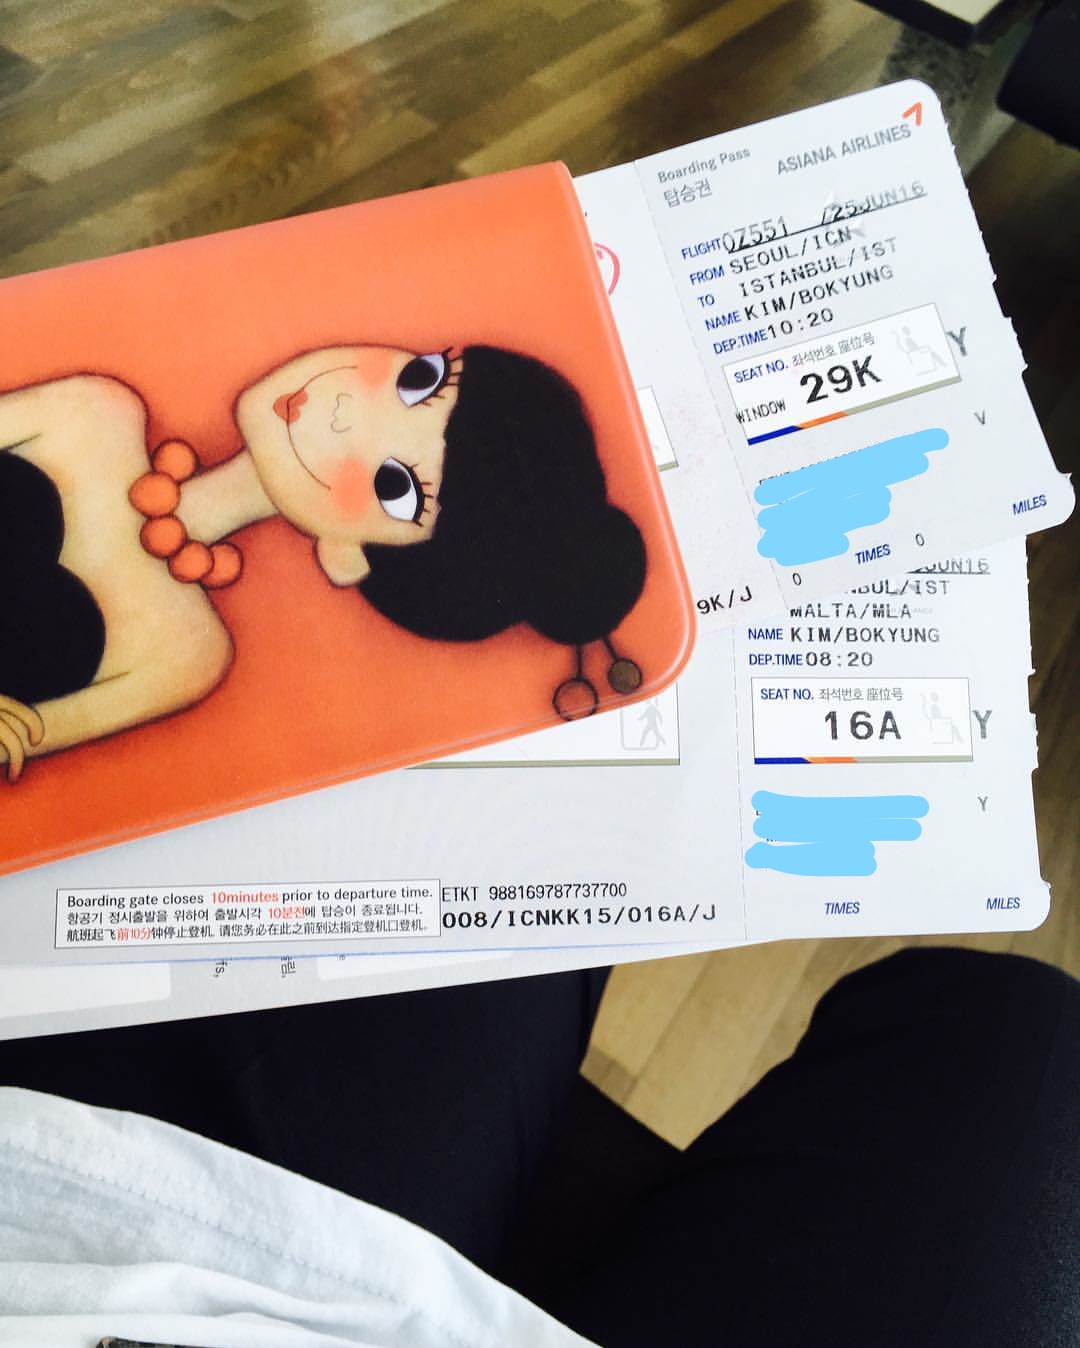 Boarding Pass
탑승권
ASIANA AIRLINES
FLIGHT OZ551 /25JUN16
FROM SEOUL/ICN
TO ISTANBUL/IST
NAME KIM/BOKYUNG
DEP.TIME 10:20
SEAT NO. 좌석번호 座位号
WINDOW 29K
Y
V
MILES
TIMES 0
0
9K/J
JUN16
BUL/IST
MALTA/MLA
NAME KIM/BOKYUNG
DEP.TIME 08:20
SEAT NO. 좌석번호 座位号
16A
Y
Y
TIMES MILES
Boarding gate closes 10minutes prior to departure time.
항공기 정시출발을 위하여 출발시각 10분전에 탑승이 종료됩니다.
航班起飞前10分钟停止登机, 请您务必在此之前到达指定登机口登机.
ETKT 988169787737700
008/ICNKK15/016A/J